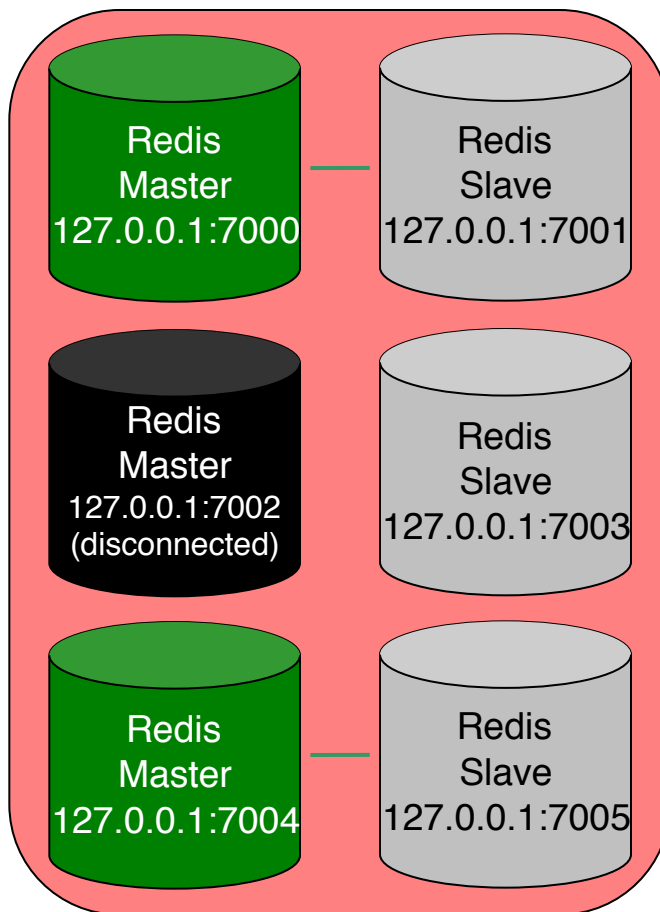 Redis
Master
127.0.0.1:7000
Redis
Slave
127.0.0.1:7001
Redis
Master
127.0.0.1:7002
(disconnected)
Redis
Slave
127.0.0.1:7003
Redis
Master
127.0.0.1:7004
Redis
Slave
127.0.0.1:7005